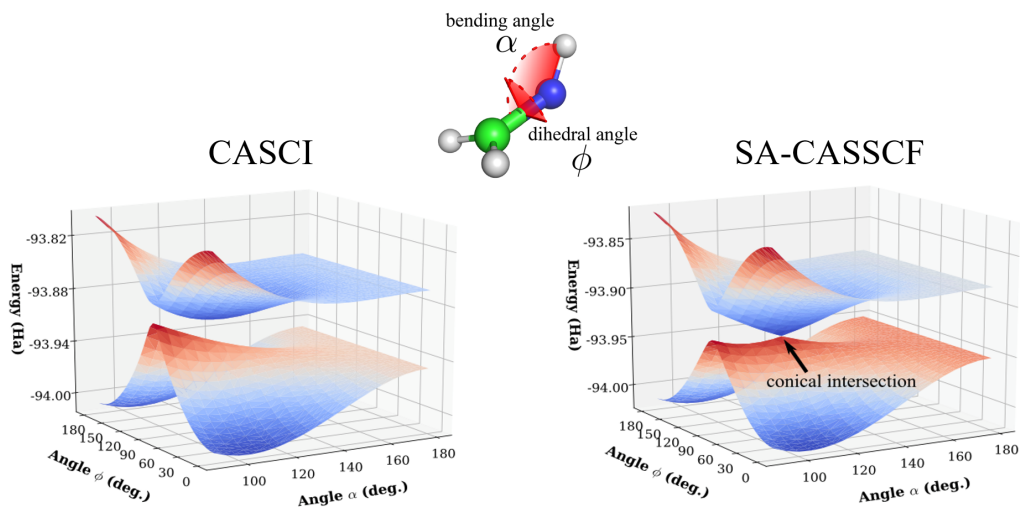 bending angle
α
dihedral angle
ϕ
CASCI
Energy (Ha)
-93.82
-93.88
-93.94
-94.00
180
150
120
90
60
30
0
Angle ϕ (deg.)
100
120
140
160
180
Angle α (deg.)
SA-CASSCF
Energy (Ha)
-93.85
-93.90
-93.95
-94.00
conical intersection
180
150
120
90
60
30
0
Angle ϕ (deg.)
100
120
140
160
180
Angle α (deg.)